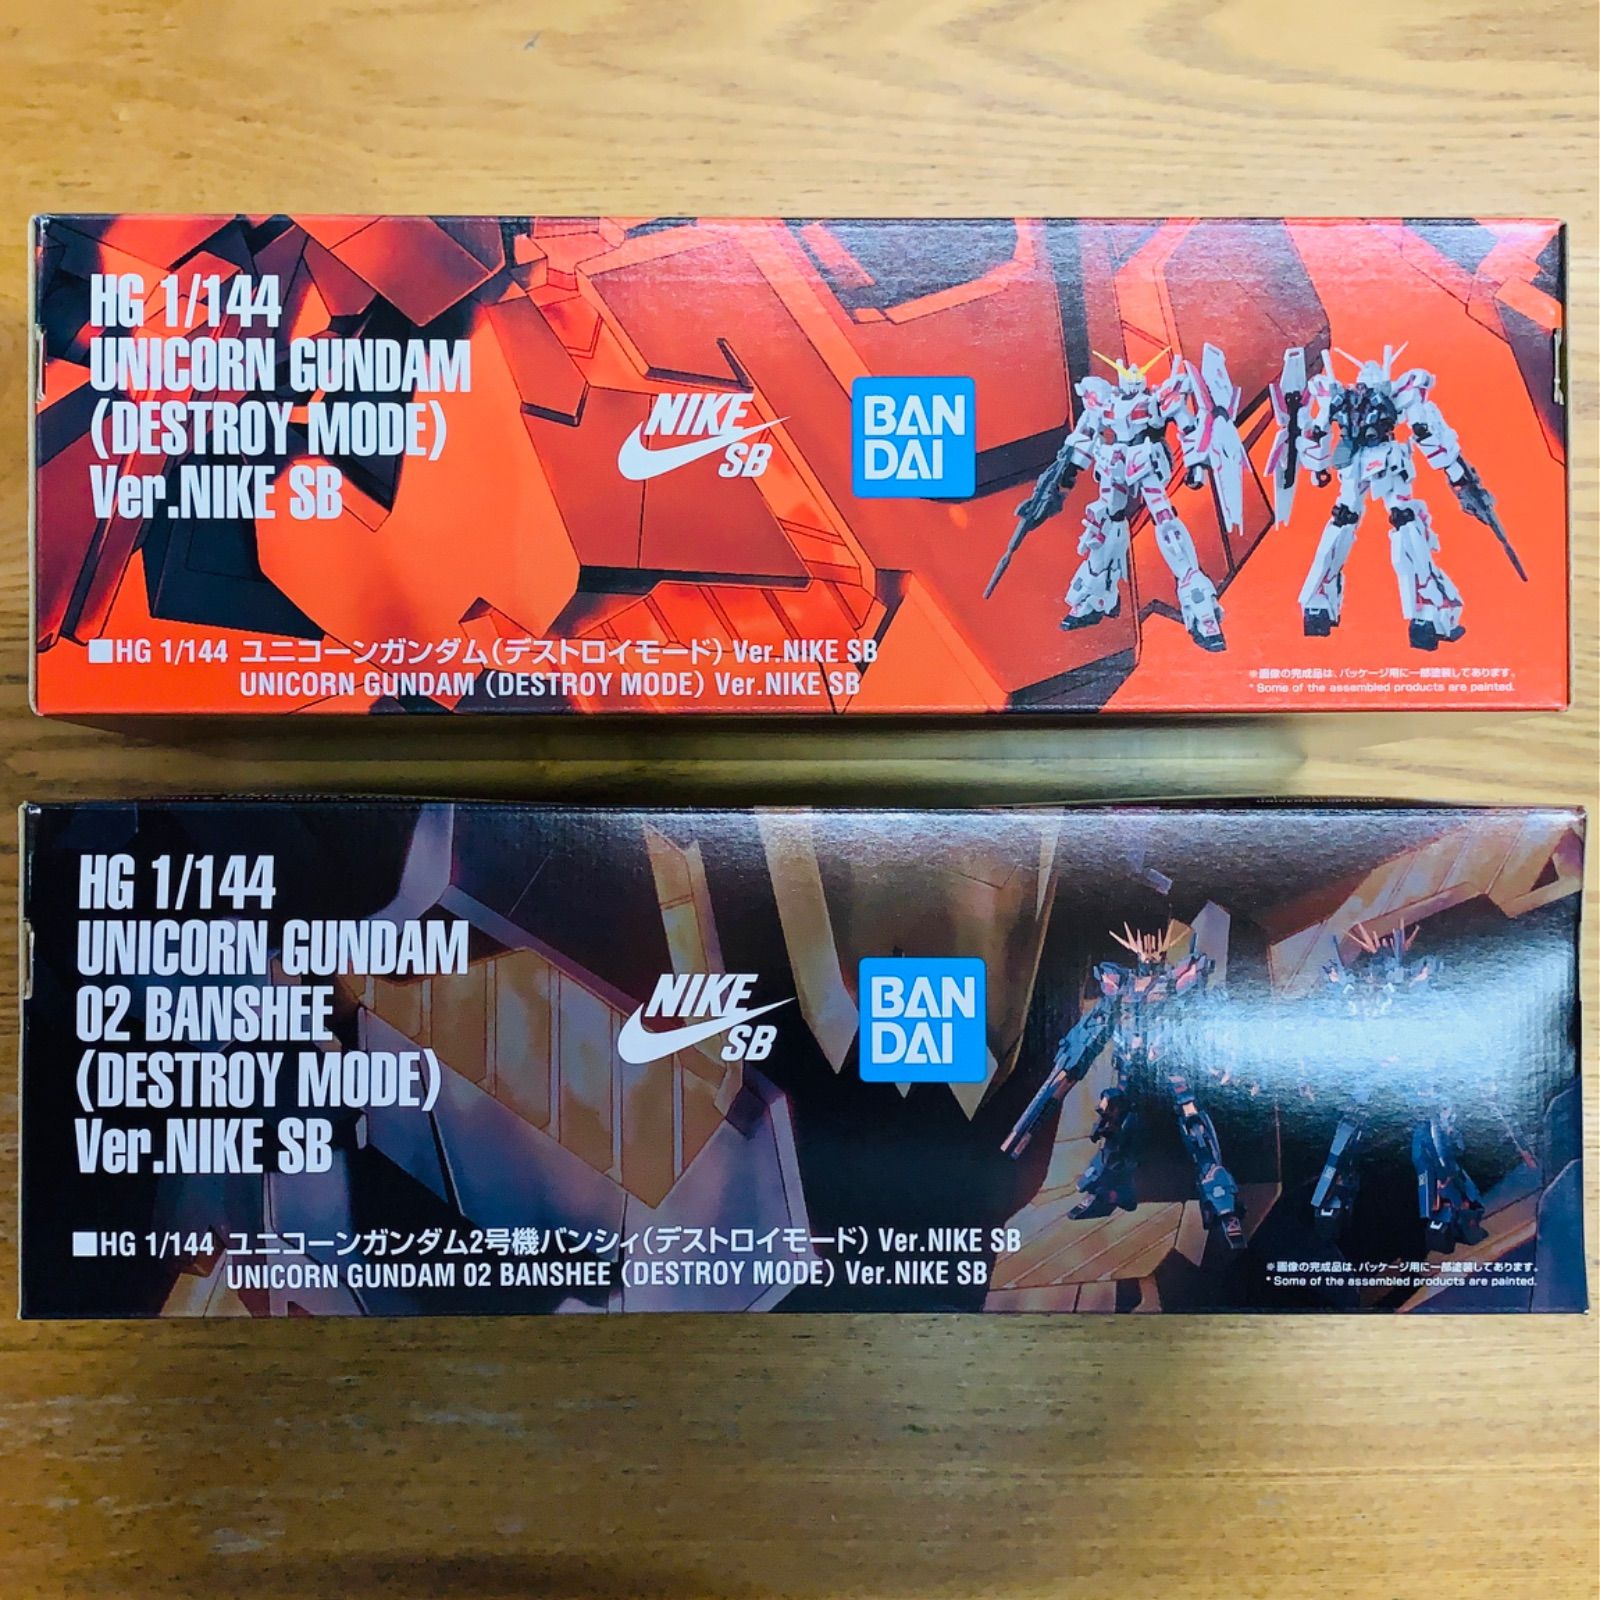 HG 1/144
UNICORN GUNDAM
(DESTROY MODE)
Ver.NIKE SB
NIKE
SB
BAN
DAI
■HG 1/144 ユニコーンガンダム(デストロイモード) Ver.NIKE SB
UNICORN GUNDAM (DESTROY MODE) Ver.NIKE SB
※画像の完成品は、パッケージ用に一部塗装してあります。
* Some of the assembled products are painted.
HG 1/144
UNICORN GUNDAM
02 BANSHEE
(DESTROY MODE)
Ver.NIKE SB
NIKE
SB
BAN
DAI
■HG 1/144 ユニコーンガンダム2号機バンシィ(デストロイモード) Ver.NIKE SB
UNICORN GUNDAM 02 BANSHEE (DESTROY MODE) Ver.NIKE SB
※画像の完成品は、パッケージ用に一部塗装してあります。
* Some of the assembled products are painted.